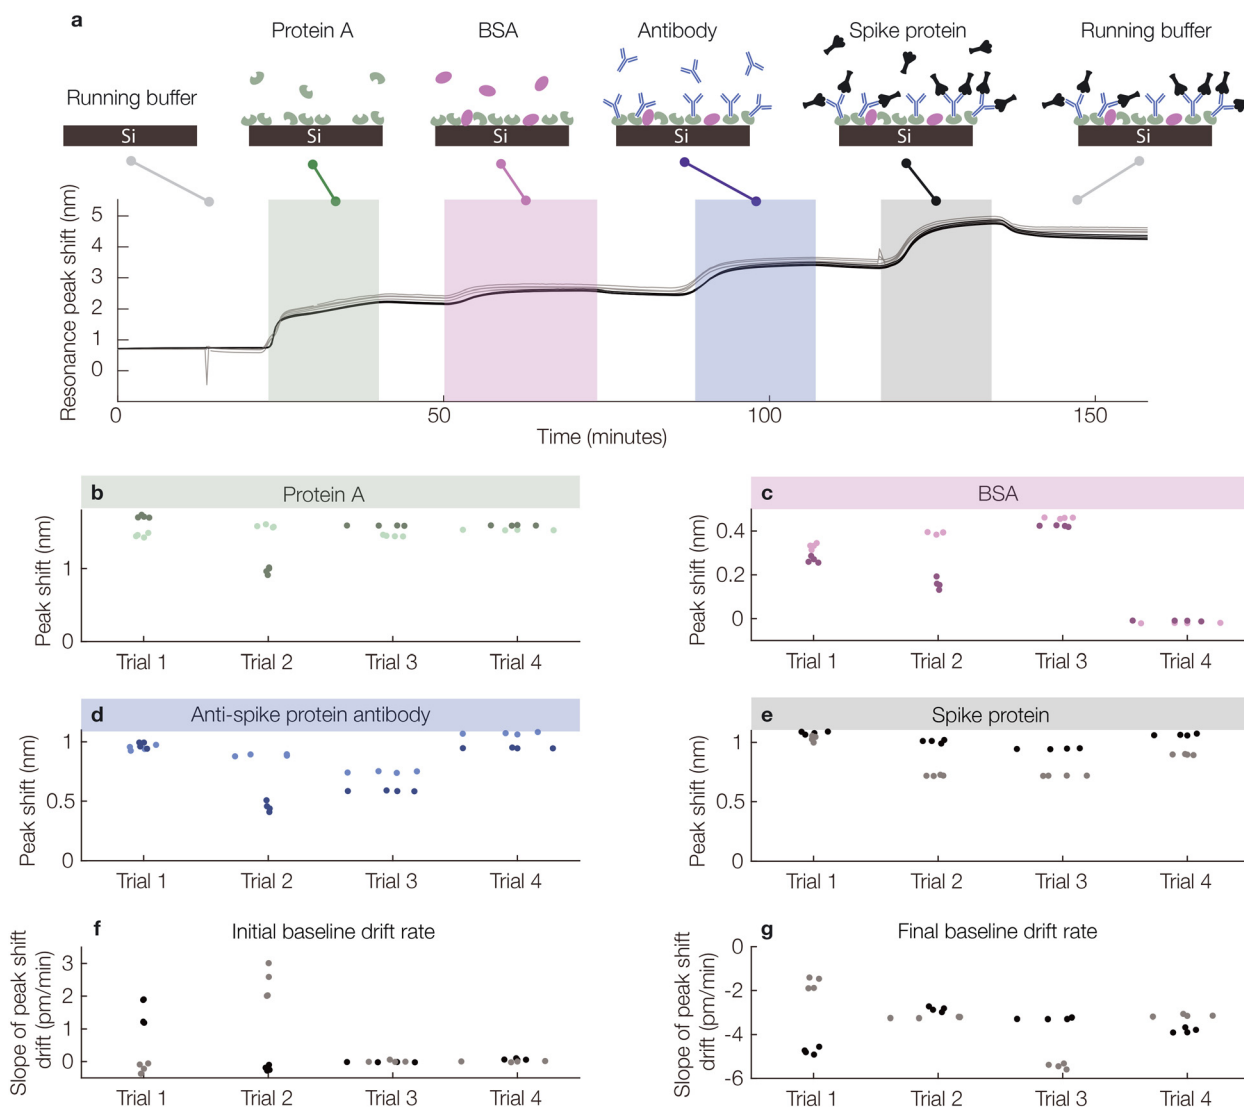 a
Protein A
BSA
Antibody
Spike protein
Running buffer
Running buffer
Si
Si
Si
Si
Si
Si
Resonance peak shift (nm)
5
4
3
2
1
0
0
50
100
150
Time (minutes)
b
Protein A
Peak shift (nm)
1
0
Trial 1
Trial 2
Trial 3
Trial 4
c
BSA
Peak shift (nm)
0.4
0.2
0
Trial 1
Trial 2
Trial 3
Trial 4
d
Anti-spike protein antibody
Peak shift (nm)
1
0.5
0
Trial 1
Trial 2
Trial 3
Trial 4
e
Spike protein
Peak shift (nm)
1
0.5
0
Trial 1
Trial 2
Trial 3
Trial 4
f
Initial baseline drift rate
Slope of peak shift
drift (pm/min)
3
2
1
0
Trial 1
Trial 2
Trial 3
Trial 4
g
Final baseline drift rate
Slope of peak shift
drift (pm/min)
0
-2
-4
-6
Trial 1
Trial 2
Trial 3
Trial 4